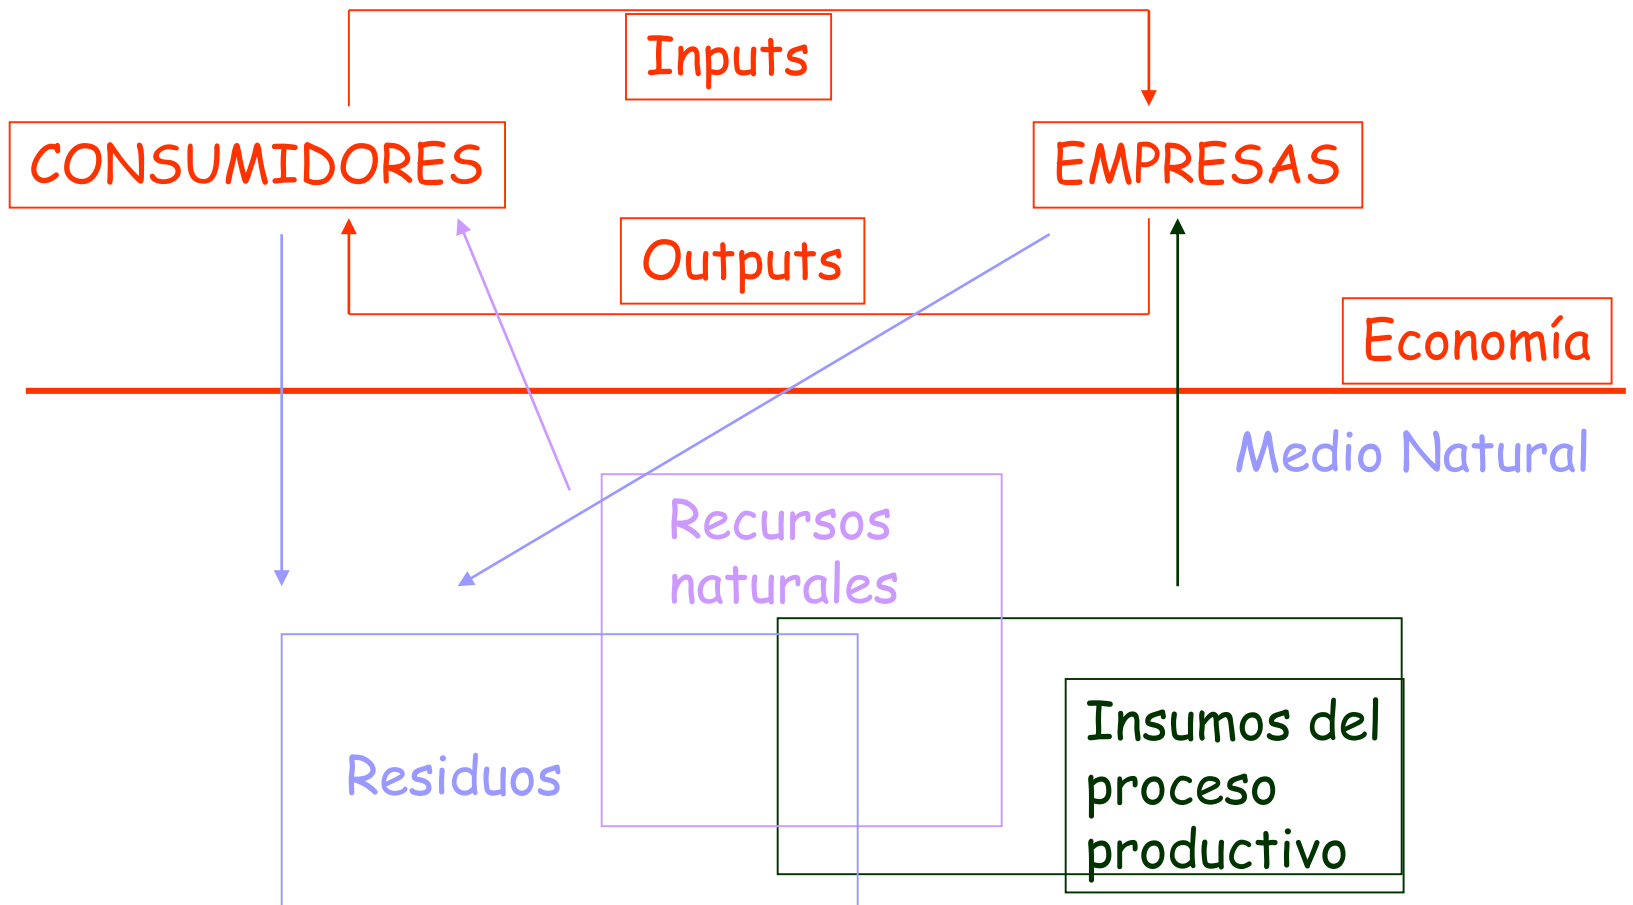 Inputs
CONSUMIDORES
EMPRESAS
Outputs
Economía
Medio Natural
Recursos
naturales
Insumos del
proceso
productivo
Residuos